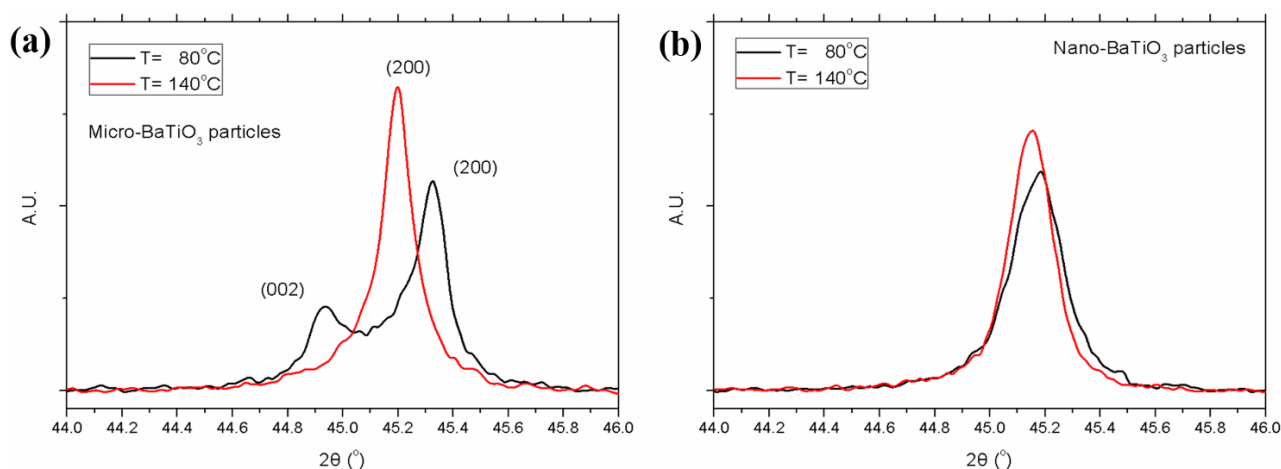 (a)
T= 80°C
T= 140°C
Micro-BaTiO₃ particles
(200)
(200)
(002)
A.U.
44.0 44.2 44.4 44.6 44.8 45.0 45.2 45.4 45.6 45.8 46.0
2θ (°)
(b)
T= 80°C
T= 140°C
Nano-BaTiO₃ particles
A.U.
44.0 44.2 44.4 44.6 44.8 45.0 45.2 45.4 45.6 45.8 46.0
2θ (°)